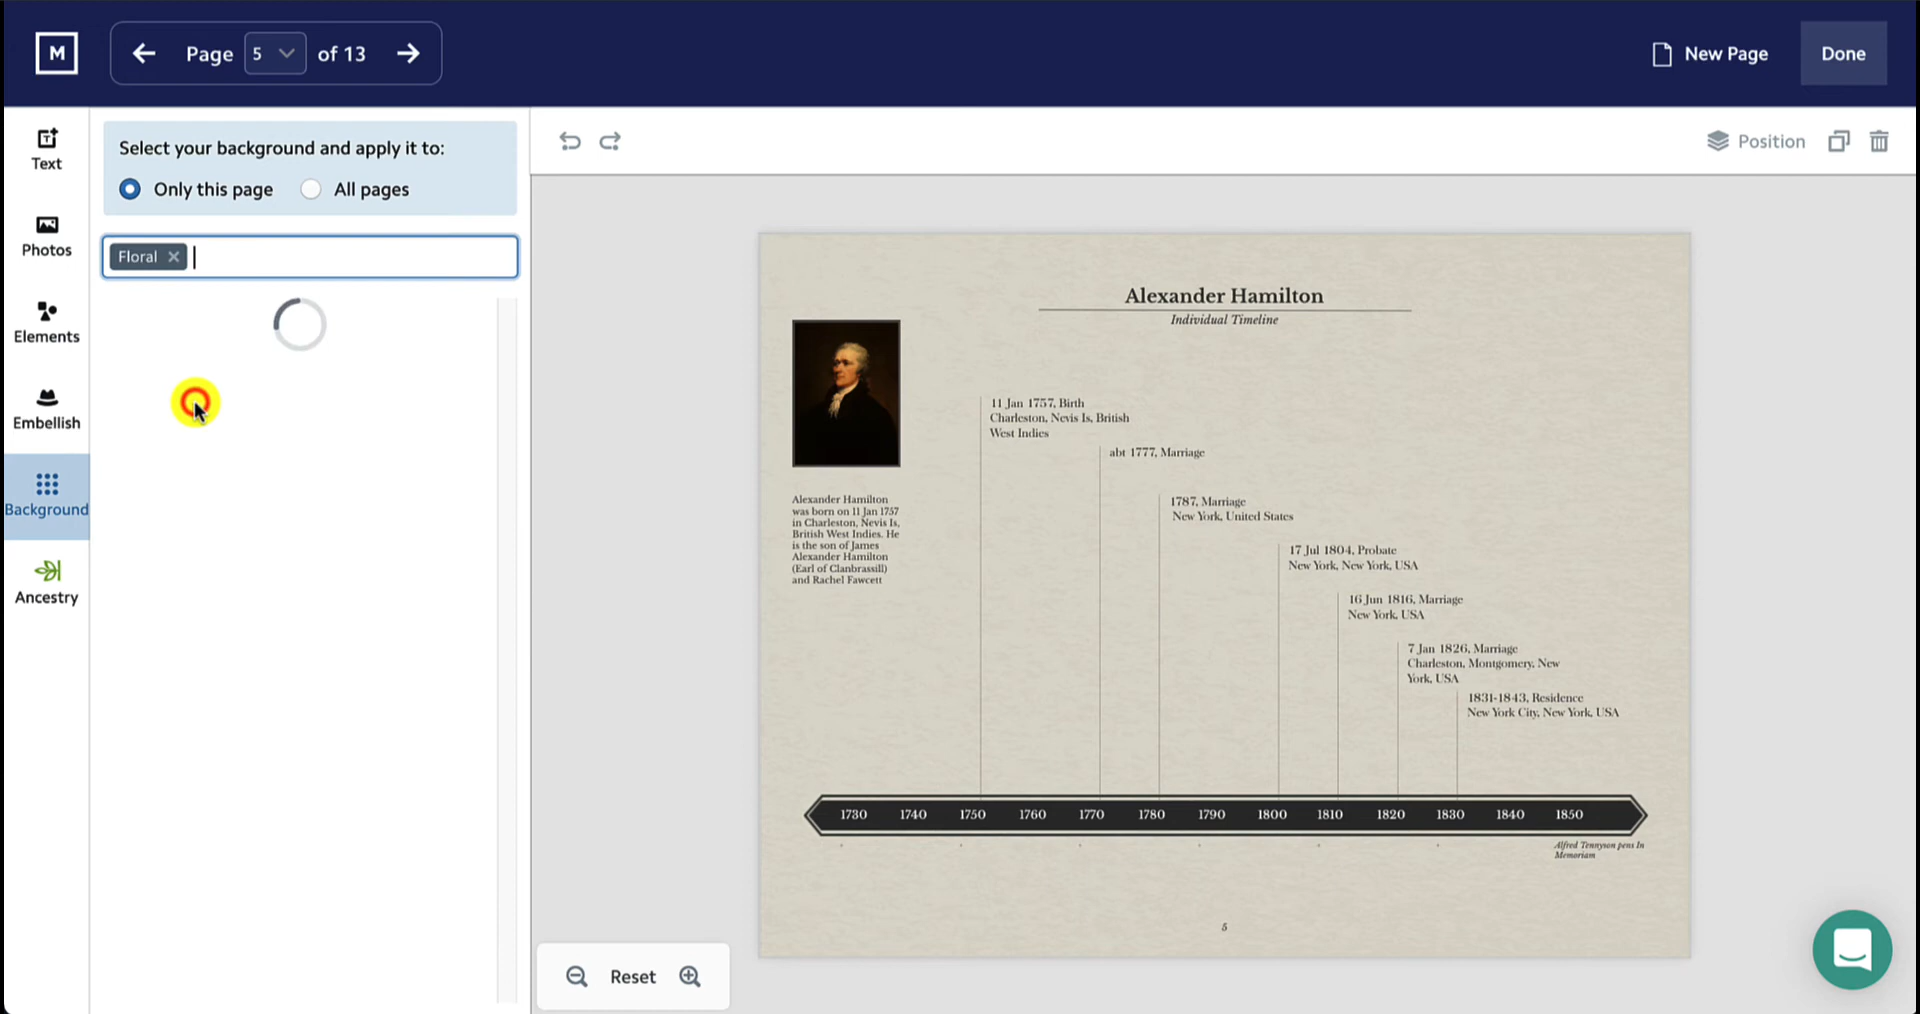 M
Page 5 of 13
New Page
Done
Text
Photos
Elements
Embellish
Background
Ancestry
Select your background and apply it to:
Only this page
All pages
Floral
Position
Alexander Hamilton
Individual Timeline
Alexander Hamilton
was born on 11 Jan 1757
in Charleston, Nevis Is,
British West Indies. He
is the son of James
Alexander Hamilton
(Earl of Clanbrassill)
and Rachel Fawcett
11 Jan 1757, Birth
Charleston, Nevis Is, British
West Indies
abt 1777, Marriage
1787, Marriage
New York, United States
17 Jul 1804, Probate
New York, New York, USA
16 Jun 1816, Marriage
New York, USA
7 Jan 1826, Marriage
Charleston, Montgomery, New
York, USA
1831-1843, Residence
New York City, New York, USA
1730 1740 1750 1760 1770 1780 1790 1800 1810 1820 1830 1840 1850
Alfred Tennyson pens In
Memoriam
5
Reset